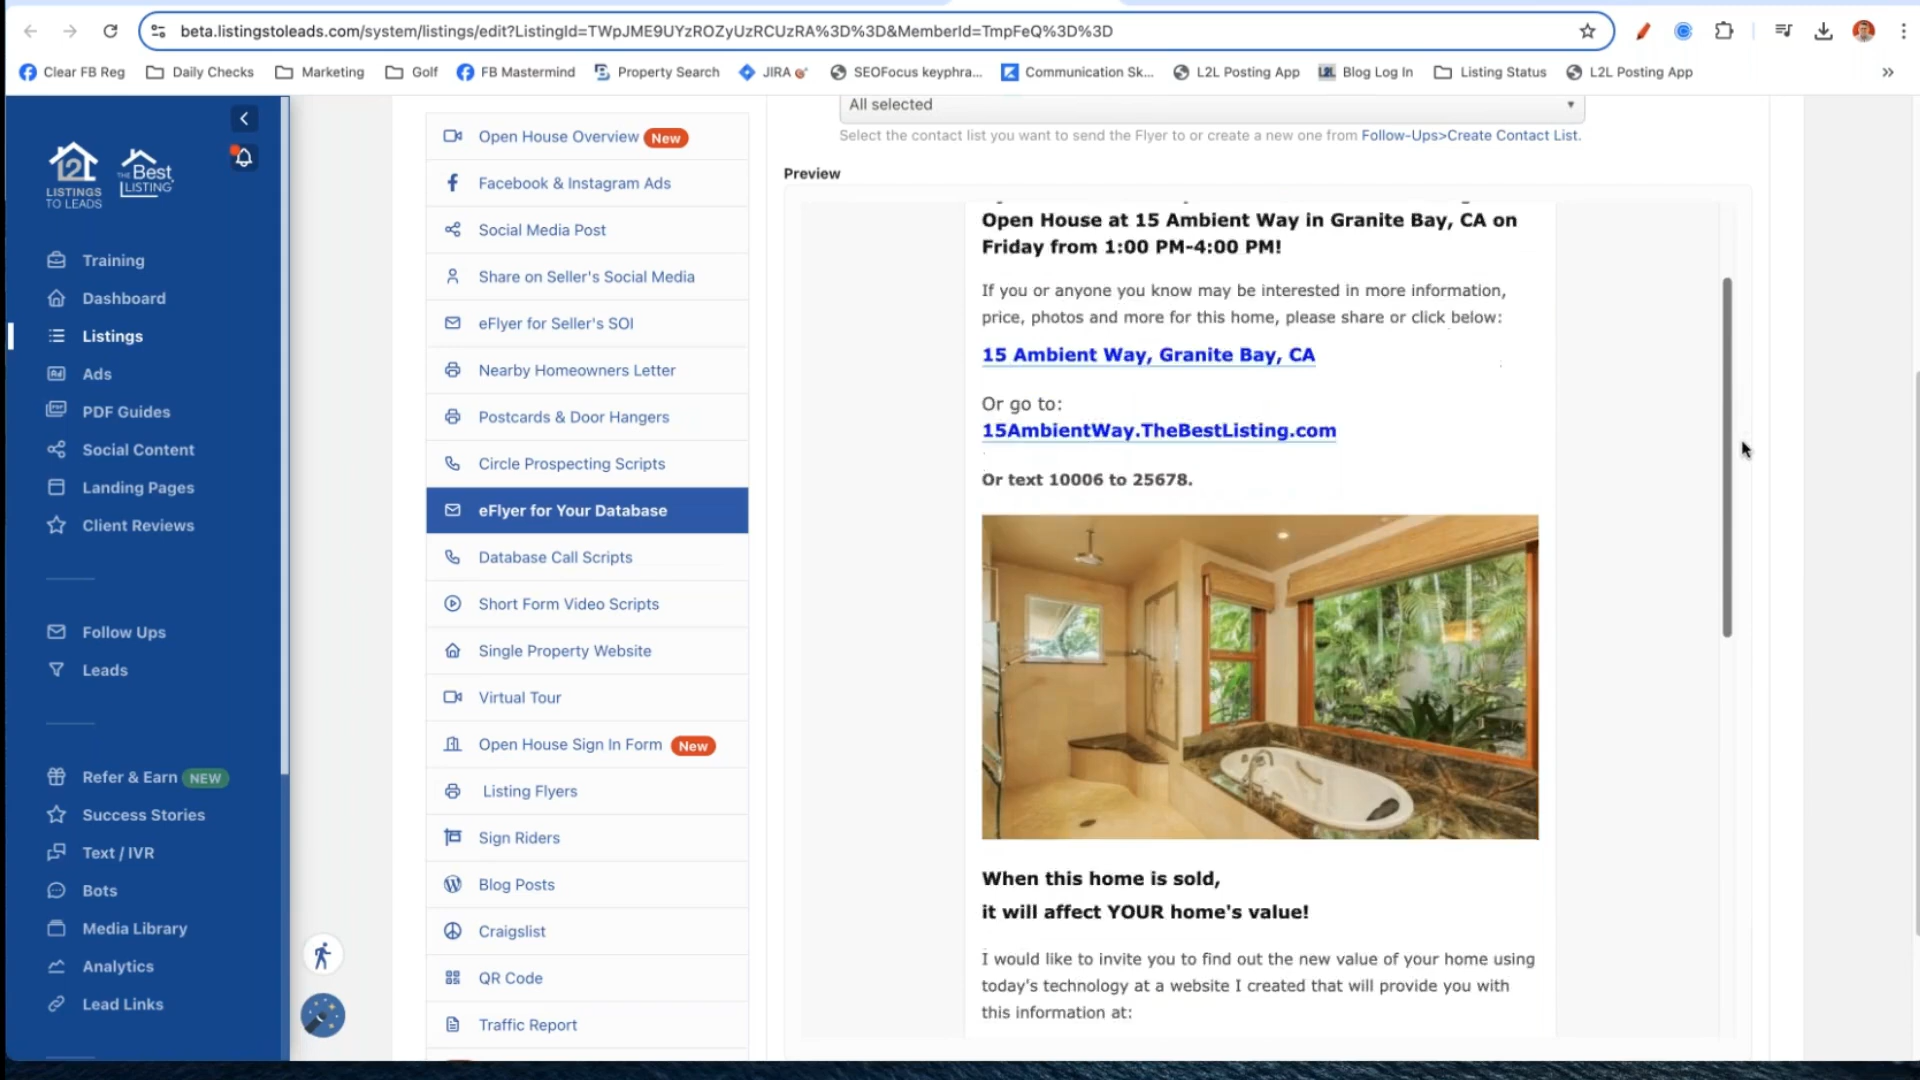 beta.listingstoleads.com/system/listings/edit?ListingId=TWpJME9UYzROZyUzRCUzRA%3D%3D&MemberId=TmpFeQ%3D%3D
Clear FB Reg
Daily Checks
Marketing
Golf
FB Mastermind
Property Search
JIRA
SEOFocus keyphra...
Communication Sk...
L2L Posting App
Blog Log In
Listing Status
L2L Posting App
L2L
LISTINGS
TO LEADS
THE Best
LISTING
Training
Dashboard
Listings
Ads
PDF Guides
Social Content
Landing Pages
Client Reviews
Follow Ups
Leads
Refer & Earn NEW
Success Stories
Text / IVR
Bots
Media Library
Analytics
Lead Links
Open House Overview New
Facebook & Instagram Ads
Social Media Post
Share on Seller's Social Media
eFlyer for Seller's SOI
Nearby Homeowners Letter
Postcards & Door Hangers
Circle Prospecting Scripts
eFlyer for Your Database
Database Call Scripts
Short Form Video Scripts
Single Property Website
Virtual Tour
Open House Sign In Form New
Listing Flyers
Sign Riders
Blog Posts
Craigslist
QR Code
Traffic Report
All selected
Select the contact list you want to send the Flyer to or create a new one from Follow-Ups>Create Contact List.
Preview
Open House at 15 Ambient Way in Granite Bay, CA on
Friday from 1:00 PM-4:00 PM!
If you or anyone you know may be interested in more information,
price, photos and more for this home, please share or click below:
15 Ambient Way, Granite Bay, CA
Or go to:
15AmbientWay.TheBestListing.com
Or text 10006 to 25678.
When this home is sold,
it will affect YOUR home's value!
I would like to invite you to find out the new value of your home using
today's technology at a website I created that will provide you with
this information at: